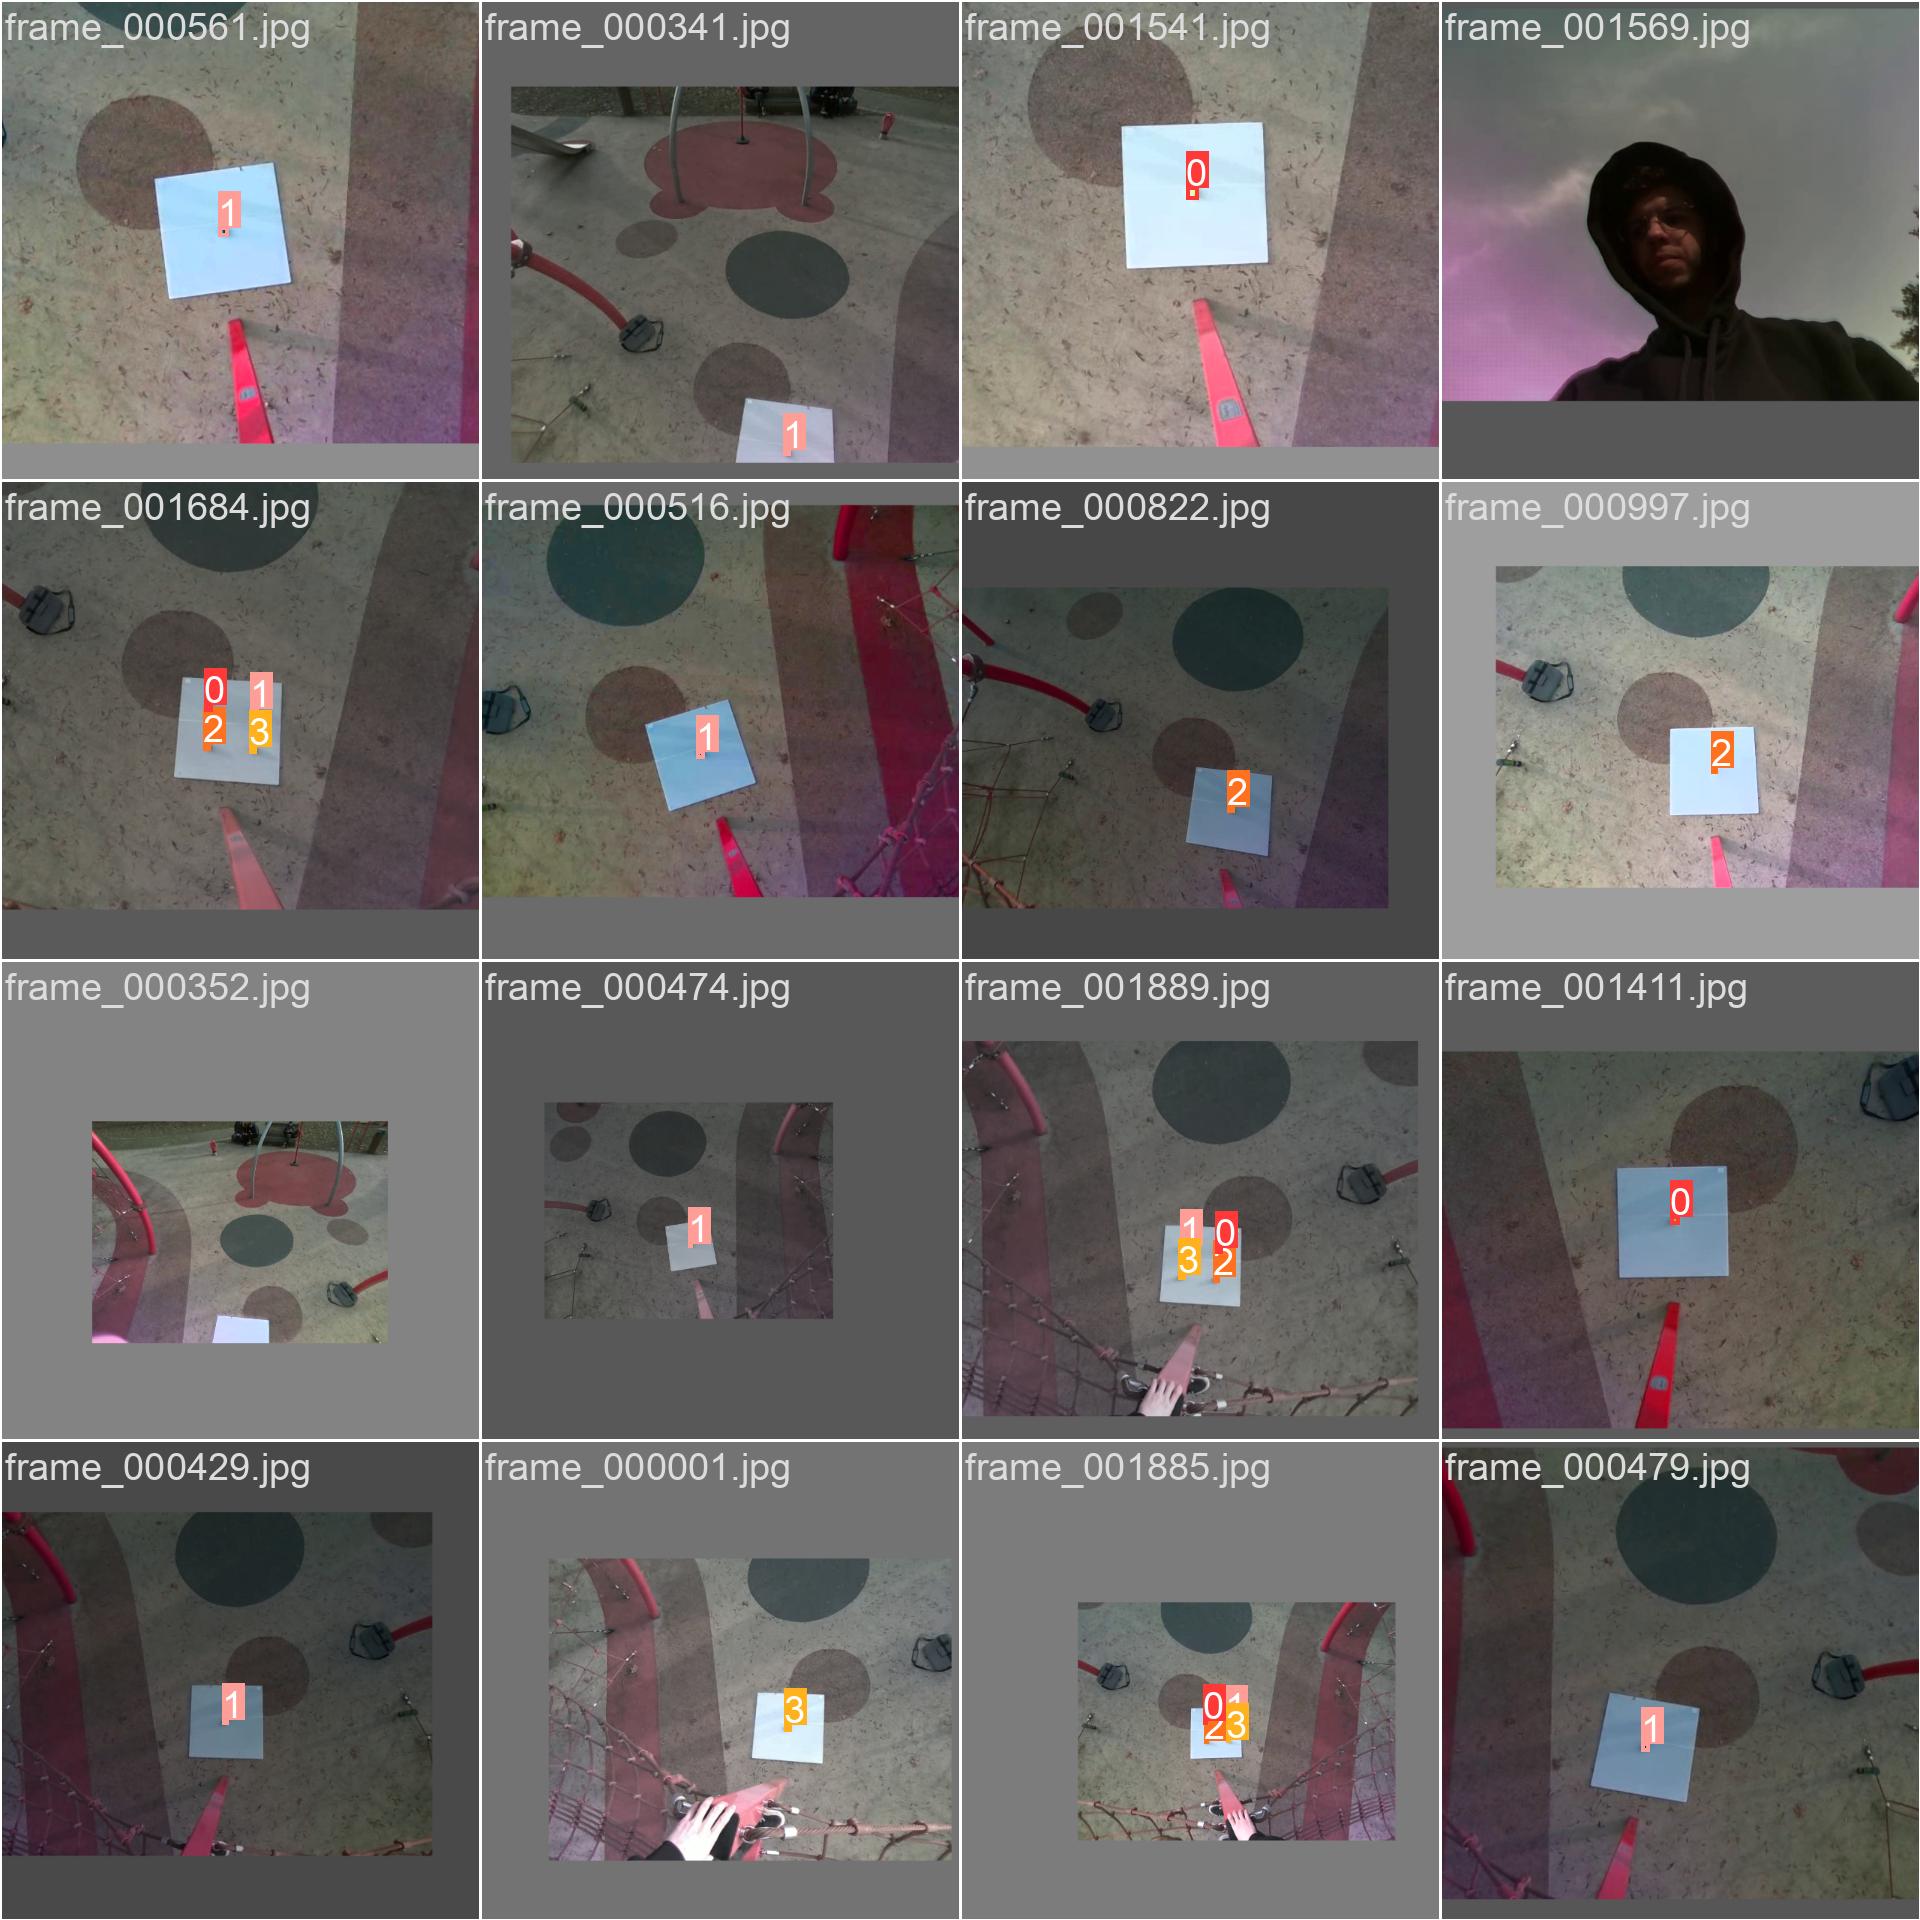 frame_000561.jpg frame_000341.jpg frame_001541.jpg frame_001569.jpg
1 0
1
frame_001684.jpg frame_000516.jpg frame_000822.jpg frame_000997.jpg
0 1
2 3 1 2 2
frame_000352.jpg frame_000474.jpg frame_001889.jpg frame_001411.jpg
1 1 0 0
3 2
frame_000429.jpg frame_000001.jpg frame_001885.jpg frame_000479.jpg
1 3 0 1 1
2 3